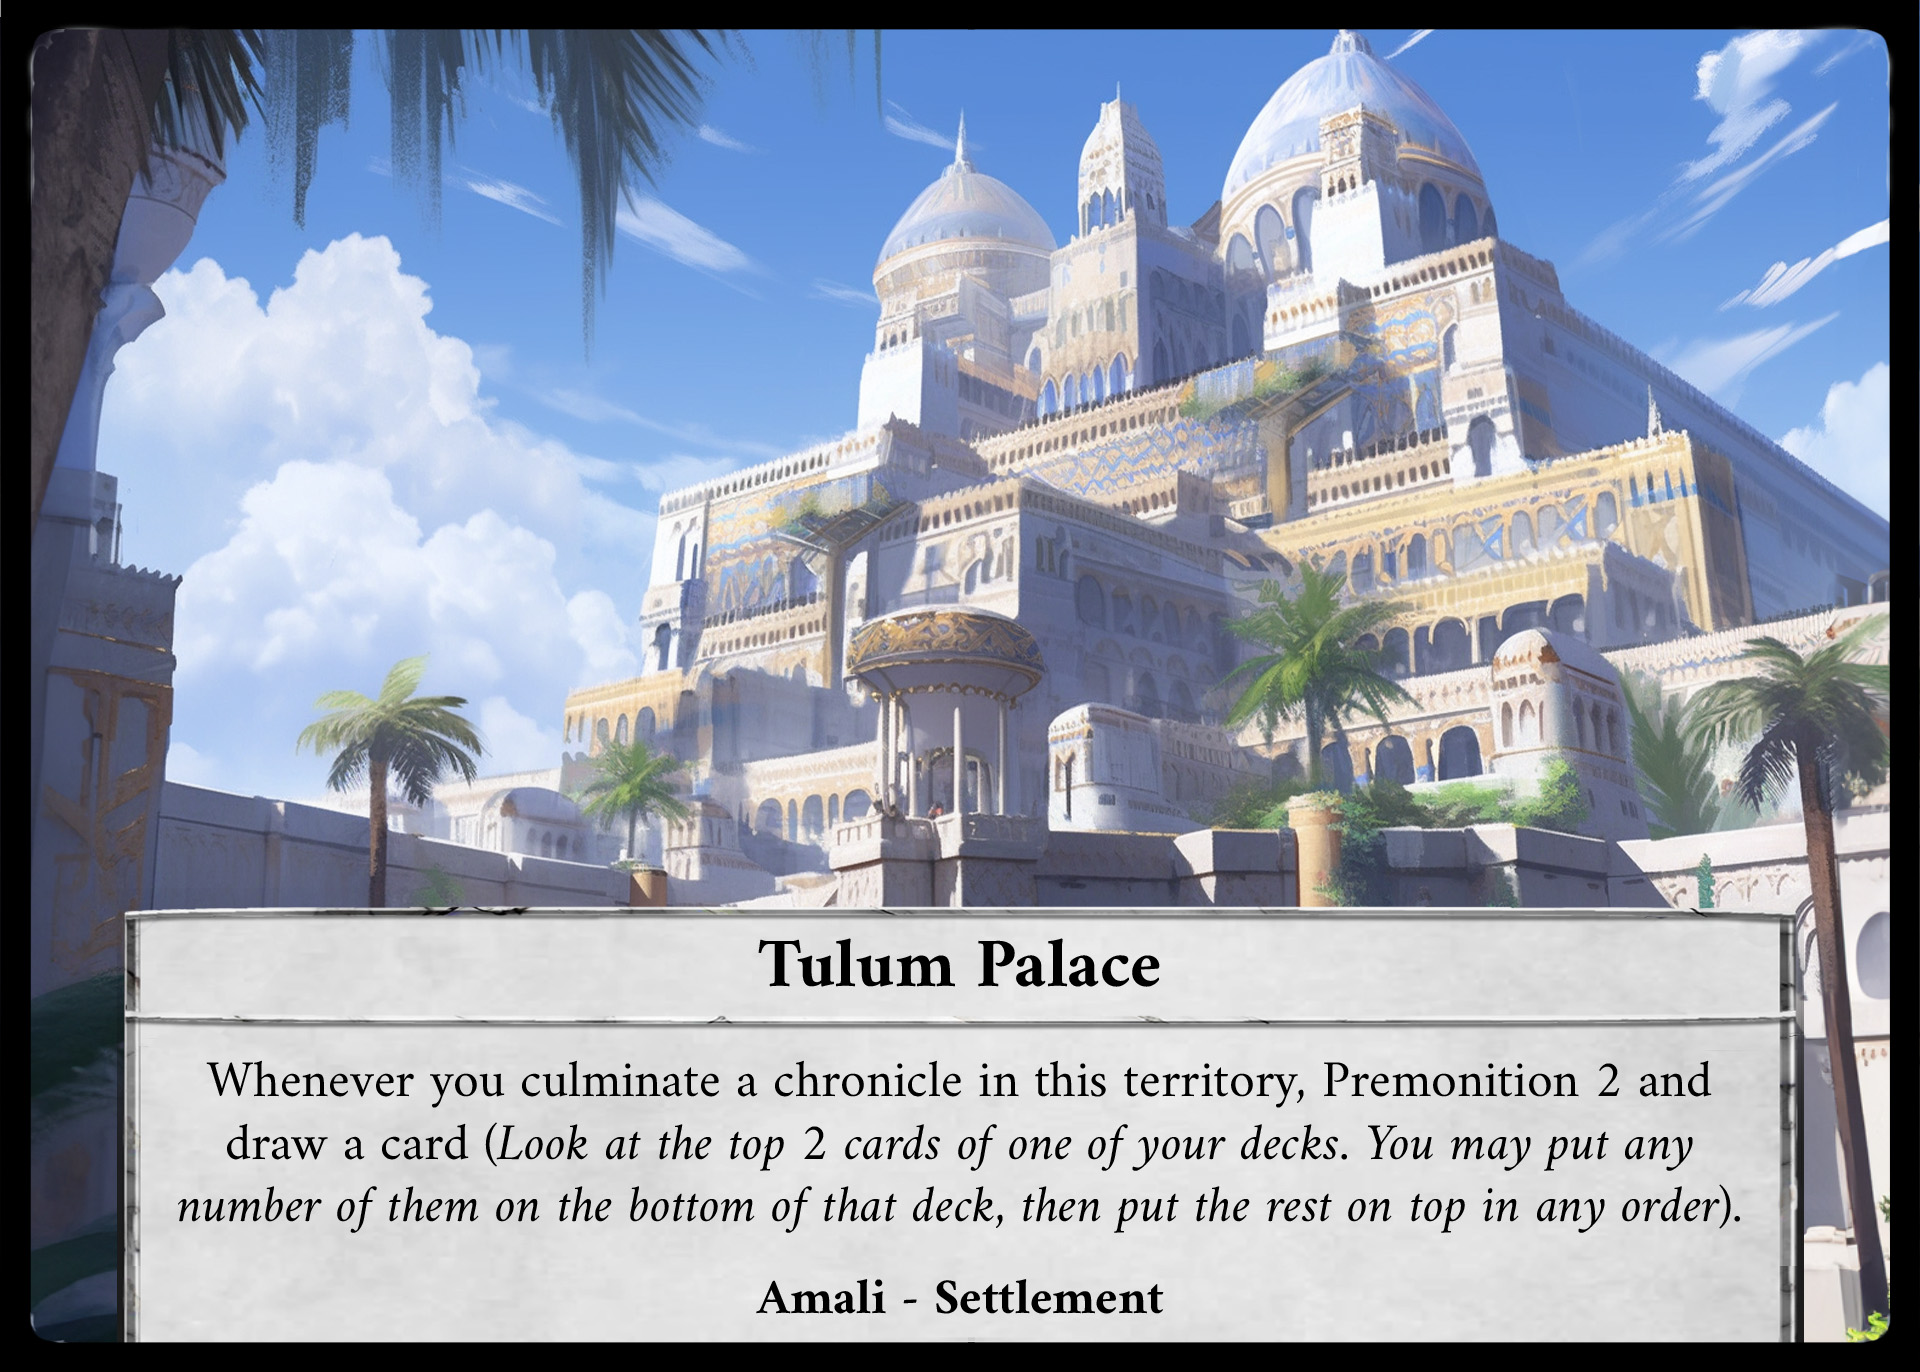 Tulum Palace
Whenever you culminate a chronicle in this territory, Premonition 2 and
draw a card (Look at the top 2 cards of one of your decks. You may put any
number of them on the bottom of that deck, then put the rest on top in any order).
Amali - Settlement